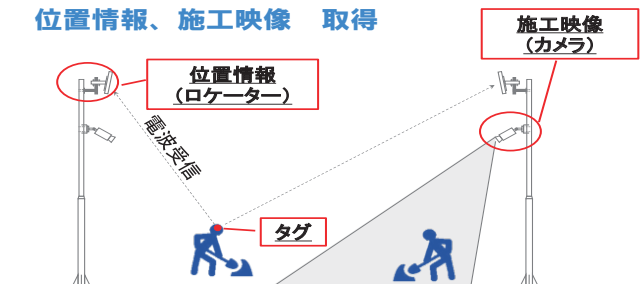 位置情報、施工映像　取得
施工映像
（カメラ）
位置情報
（ロケーター）
電波受信
タグ